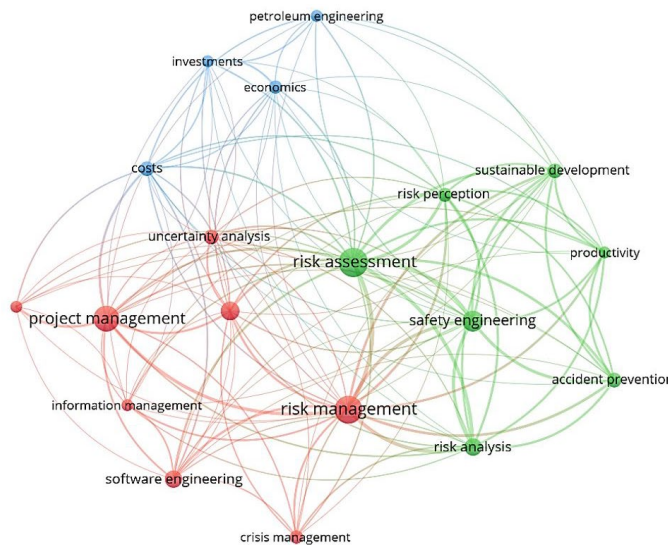 petroleum engineering
investments
economics
costs
sustainable development
risk perception
uncertainty analysis
productivity
risk assessment
project management
safety engineering
accident prevention
information management
risk management
risk analysis
software engineering
crisis management